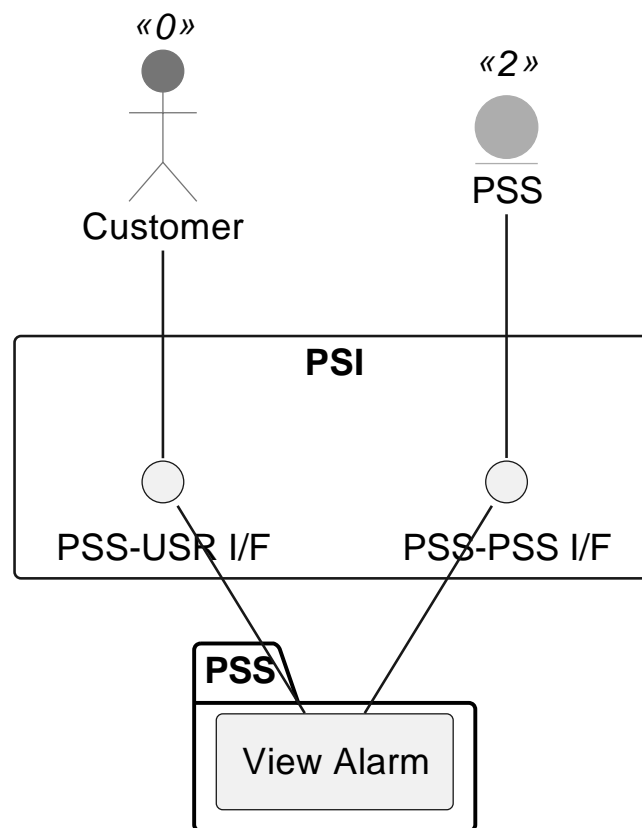 «0»
«2»
Customer
PSS
PSI
PSS-USR I/F
PSS-PSS I/F
PSS
View Alarm